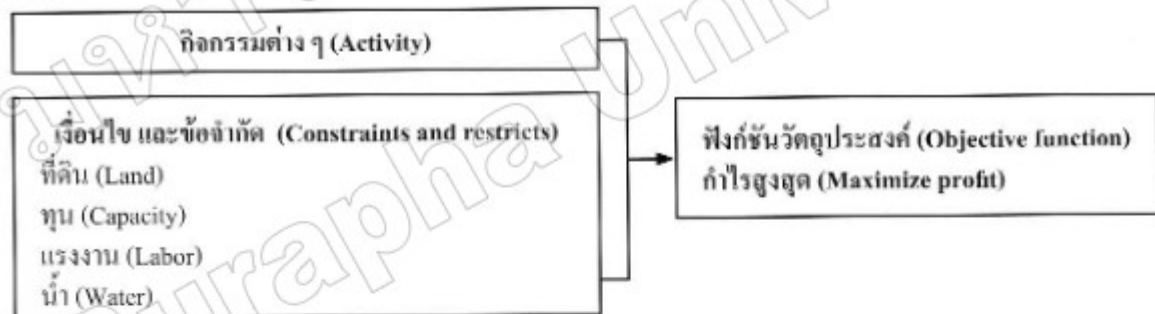 กิจกรรมต่าง ๆ (Activity)
เงื่อนไข และข้อจำกัด (Constraints and restricts)
ที่ดิน (Land)
ทุน (Capacity)
แรงงาน (Labor)
น้ำ (Water)
ฟังก์ชันวัตถุประสงค์ (Objective function)
กำไรสูงสุด (Maximize profit)